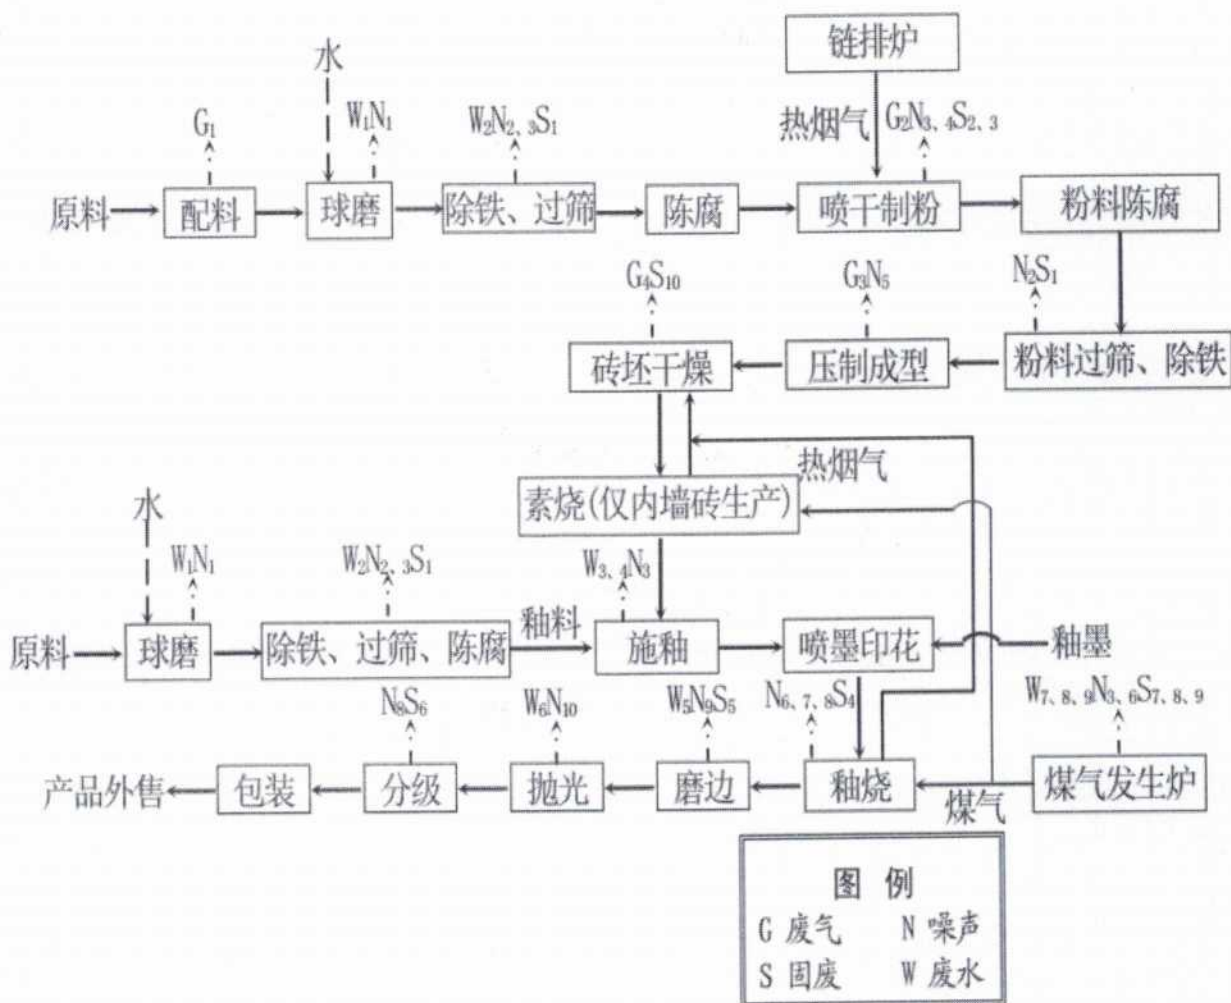 链排炉
水
热烟气
G₁
W₁N₁
W₂N₂、₃S₁
G₂N₃、₄S₂、₃
原料
配料
球磨
除铁、过筛
陈腐
喷干制粉
粉料陈腐
G₄S₁₀
G₃N₅
N₂S₁
砖坯干燥
压制成型
粉料过筛、除铁
热烟气
素烧(仅内墙砖生产)
水
W₁N₁
W₂N₂、₃S₁
W₃、₄N₃
原料
球磨
除铁、过筛、陈腐
釉料
施釉
喷墨印花
釉墨
N₈S₆
W₆N₁₀
W₅N₉S₅
N₆、₇、₈S₄
W₇、₈、₉N₃、₆S₇、₈、₉
产品外售
包装
分级
抛光
磨边
釉烧
煤气
煤气发生炉
图 例
G 废气 N 噪声
S 固废 W 废水